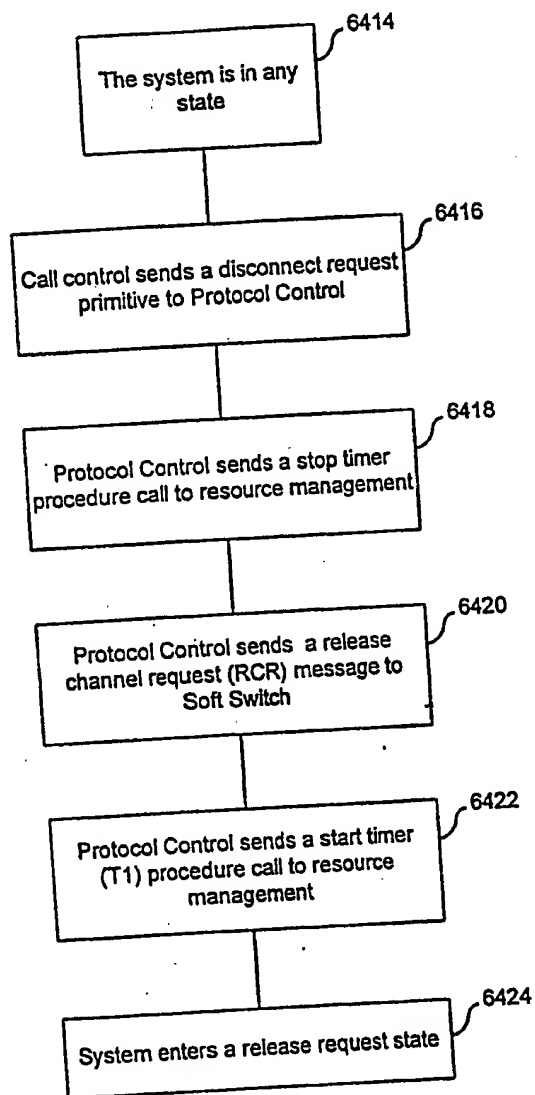 6414
The system is in any
state
6416
Call control sends a disconnect request
primitive to Protocol Control
6418
Protocol Control sends a stop timer
procedure call to resource management
6420
Protocol Control sends a release
channel request (RCR) message to
Soft Switch
6422
Protocol Control sends a start timer
(T1) procedure call to resource
management
6424
System enters a release request state